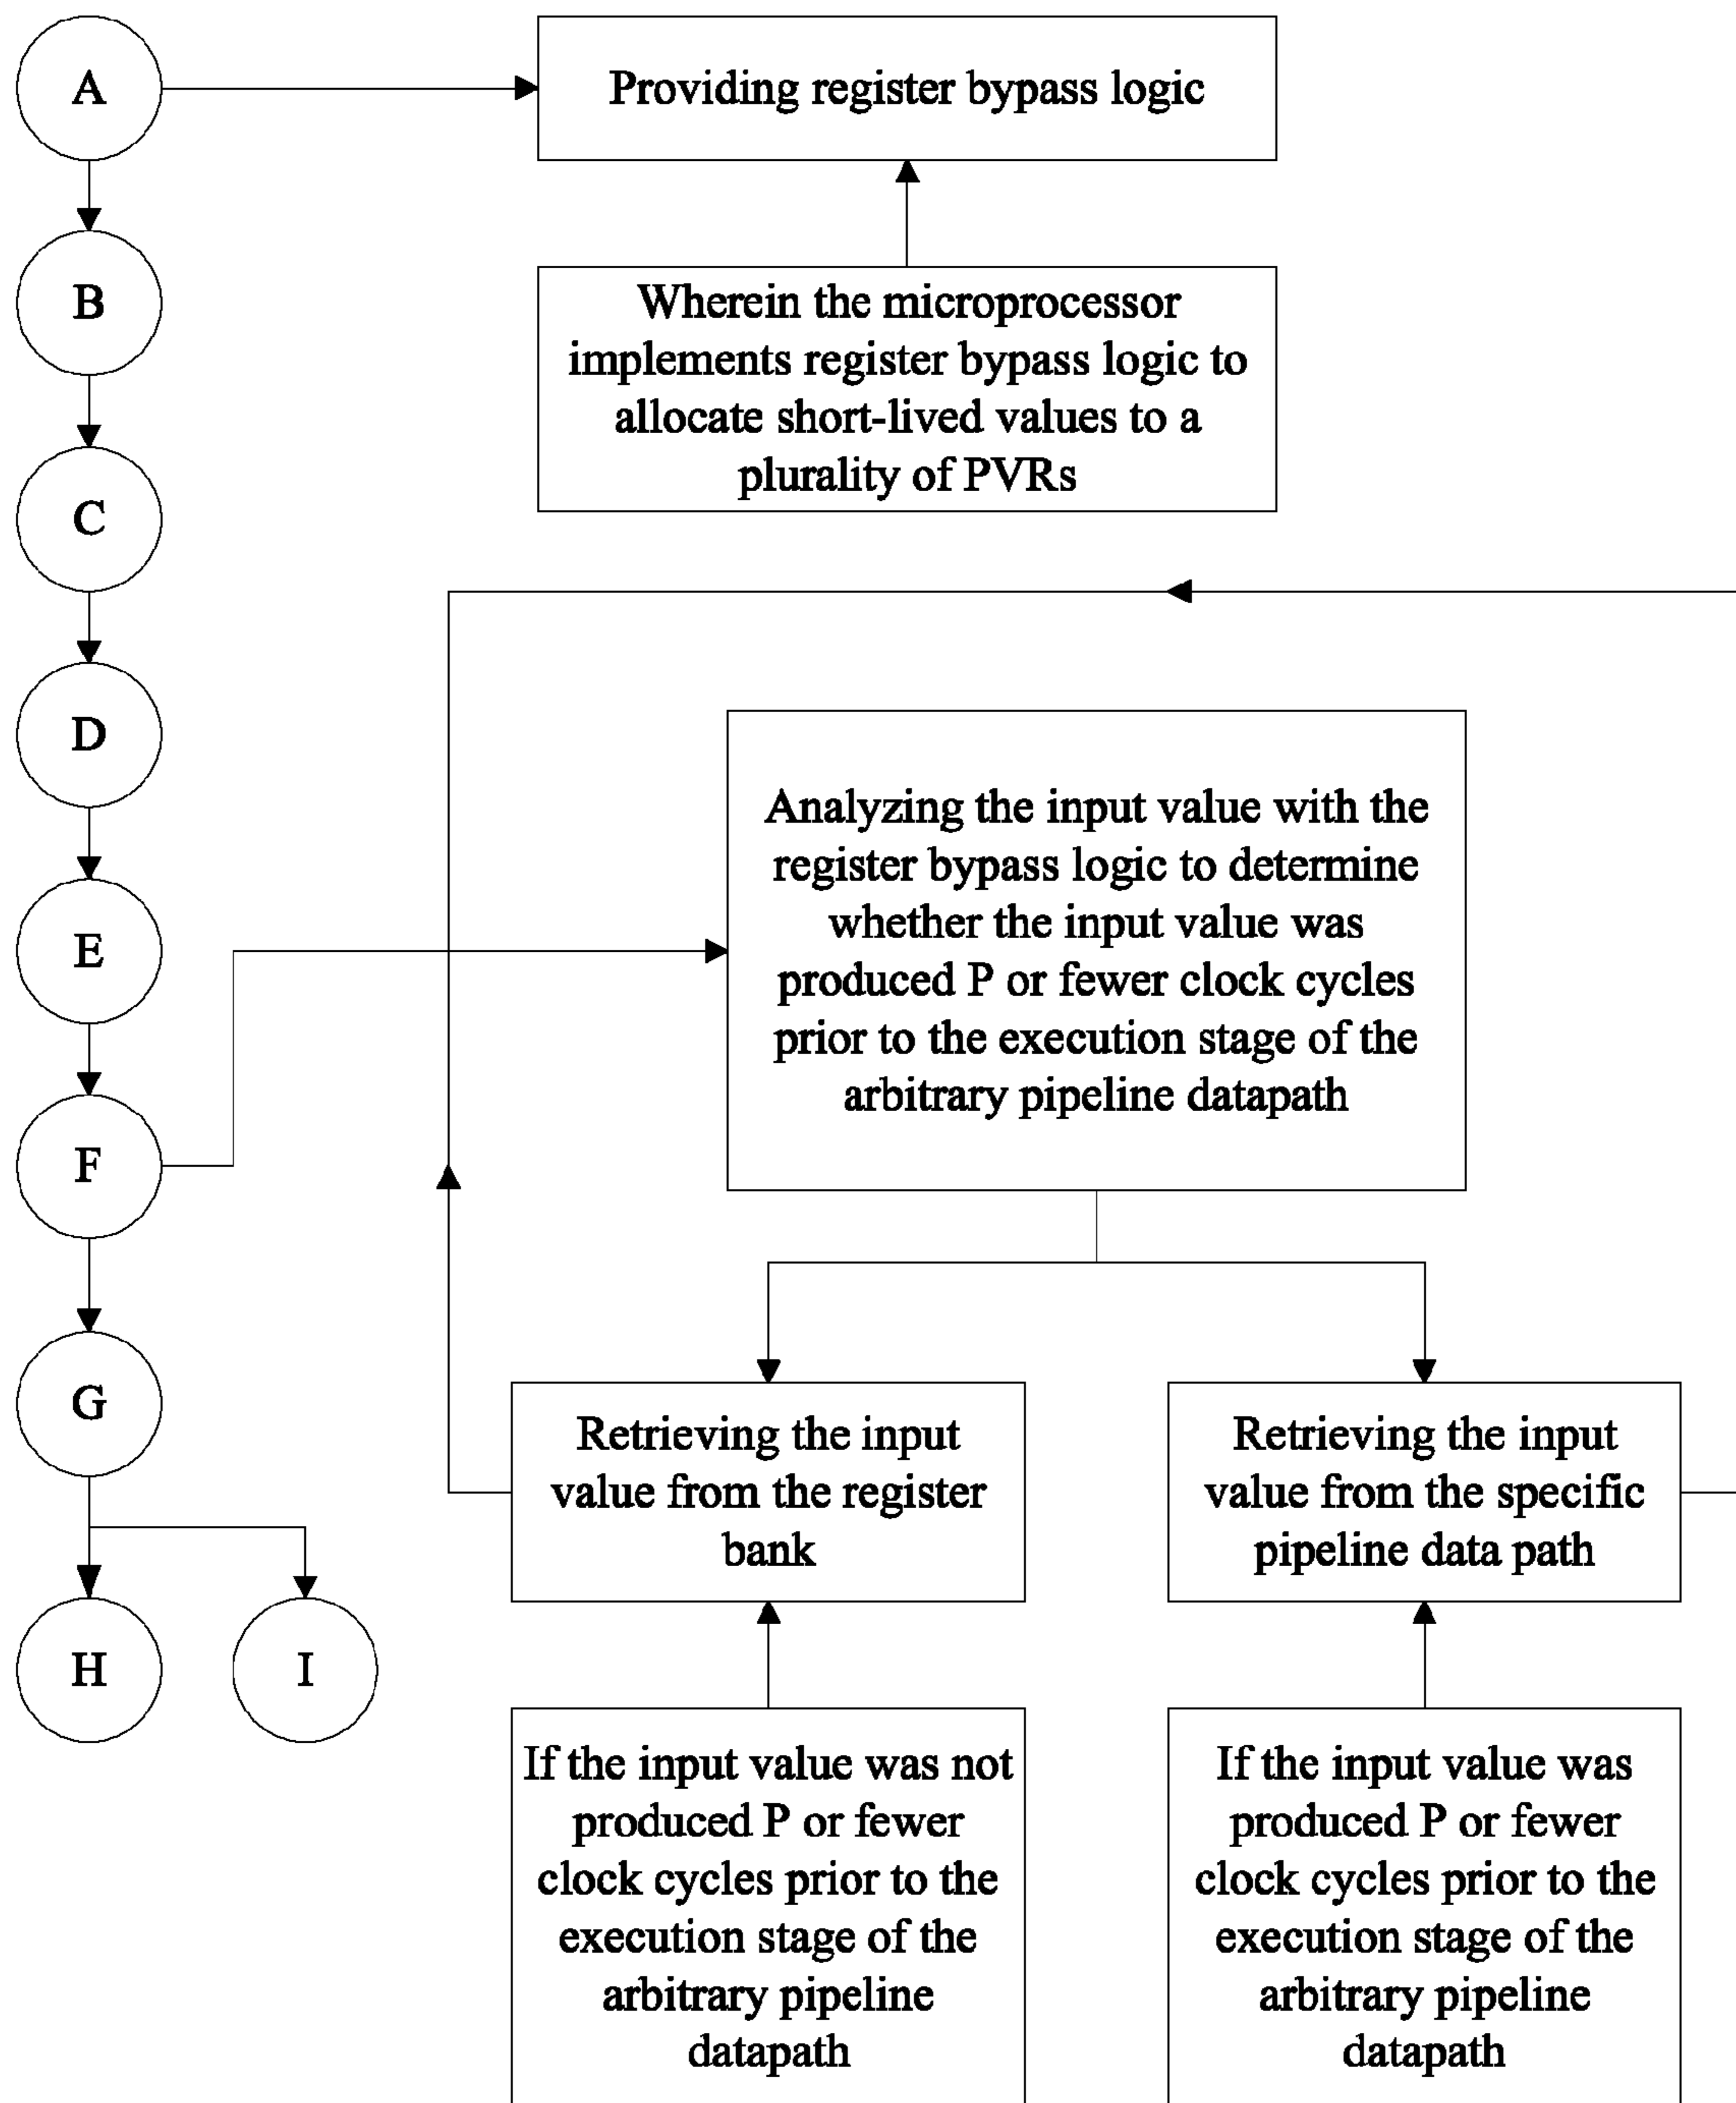 A
Providing register bypass logic
B
Wherein the microprocessor
implements register bypass logic to
allocate short-lived values to a
plurality of PVRs
C
D
E
Analyzing the input value with the
register bypass logic to determine
whether the input value was
produced P or fewer clock cycles
prior to the execution stage of the
arbitrary pipeline datapath
F
G
Retrieving the input
value from the register
bank
Retrieving the input
value from the specific
pipeline data path
H
I
If the input value was not
produced P or fewer
clock cycles prior to the
execution stage of the
arbitrary pipeline
datapath
If the input value was
produced P or fewer
clock cycles prior to the
execution stage of the
arbitrary pipeline
datapath